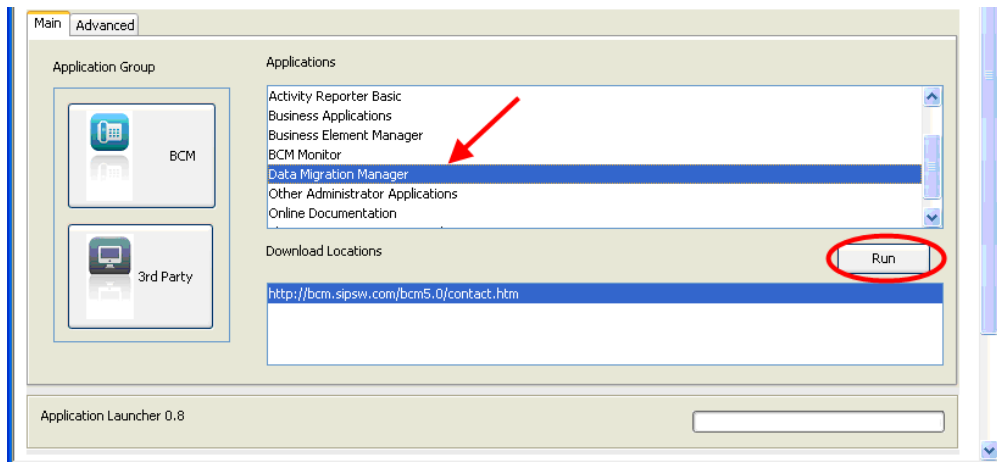 Main
Advanced
Application Group
Applications
BCM
3rd Party
Activity Reporter Basic
Business Applications
Business Element Manager
BCM Monitor
Data Migration Manager
Other Administrator Applications
Online Documentation
Download Locations
Run
http://bcm.sipsw.com/bcm5.0/contact.htm
Application Launcher 0.8